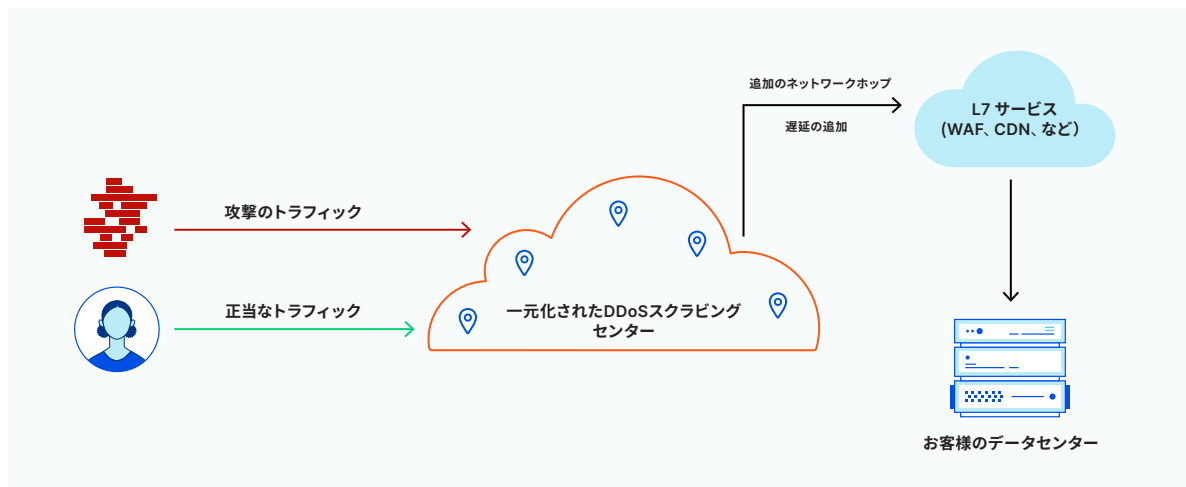 追加のネットワークホップ
遅延の追加
L7 サービス
(WAF、CDN、など）
攻撃のトラフィック
正当なトラフィック
一元化されたDDoSスクラビング
センター
お客様のデータセンター